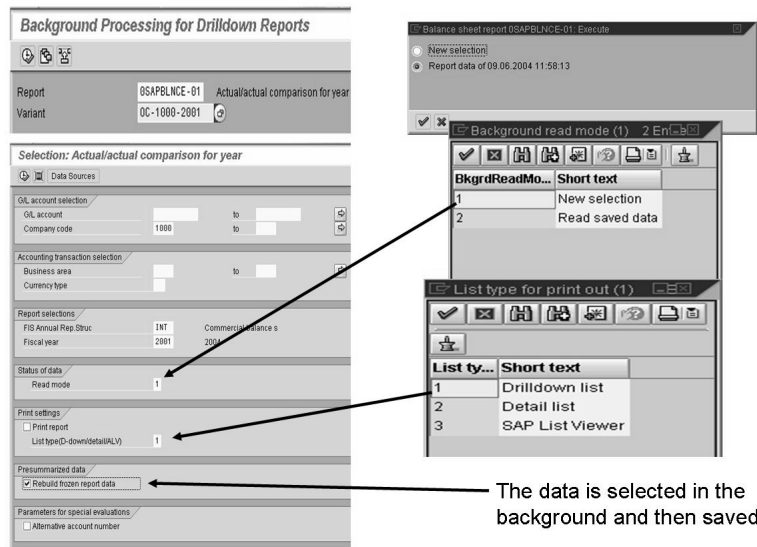 Background Processing for Drilldown Reports
Report 0SAPBLNCE-01 Actual/actual comparison for year
Variant OC-1000-2001
Selection: Actual/actual comparison for year
Data Sources
G/L account selection
G/L account to
Company code 1000 to
Accounting transaction selection
Business area to
Currency type
Report selections
FIS Annual Rep.Struc INT Commercial balance s
Fiscal year 2001 2004
Status of data
Read mode 1
Print settings
Print report
List type(D-down/detail/ALV) 1
Presummarized data
Rebuild frozen report data
Parameters for special evaluations
Alternative account number
Balance sheet report 0SAPBLNCE-01: Execute
New selection
Report data of 09.06.2004 11:58:13
Background read mode (1) 2 En
BkgrdReadMo... Short text
1 New selection
2 Read saved data
List type for print out (1)
List ty... Short text
1 Drilldown list
2 Detail list
3 SAP List Viewer
The data is selected in the
background and then saved